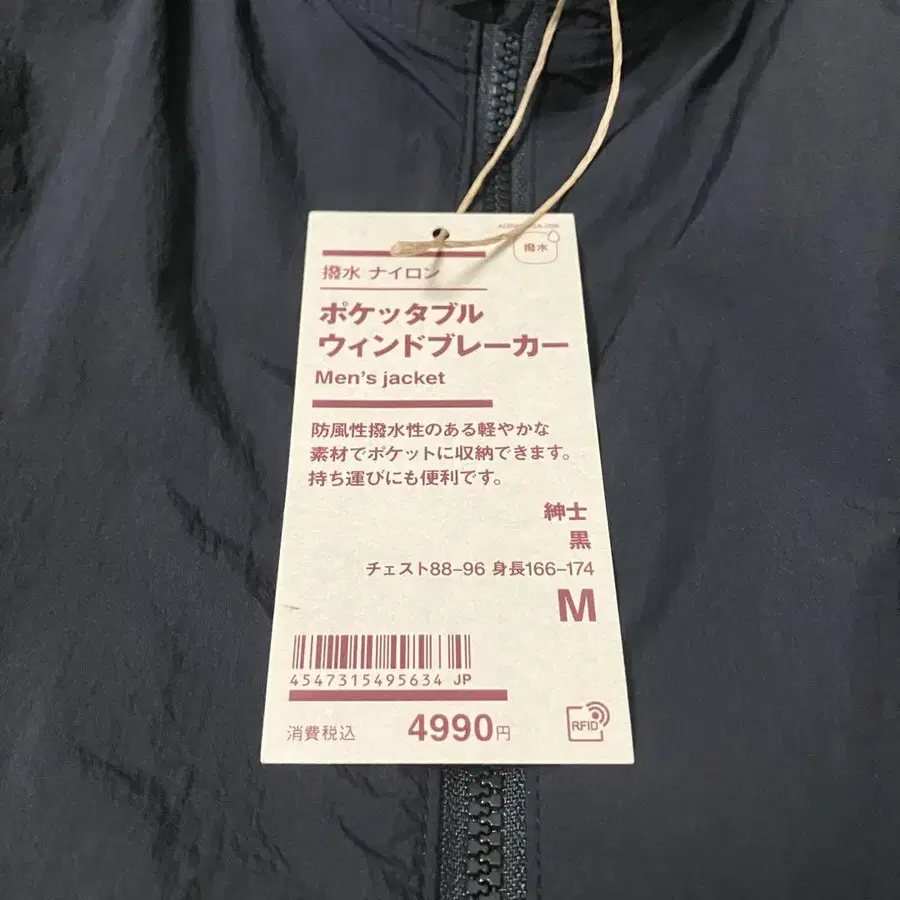 撥水
撥水 ナイロン
ポケッタブル
ウィンドブレーカー
Men's jacket
防風性撥水性のある軽やかな
素材でポケットに収納できます。
持ち運びにも便利です。
紳士
黒
チェスト88-96 身長166-174
M
4547315495634 JP
消費税込 4990円
RFID